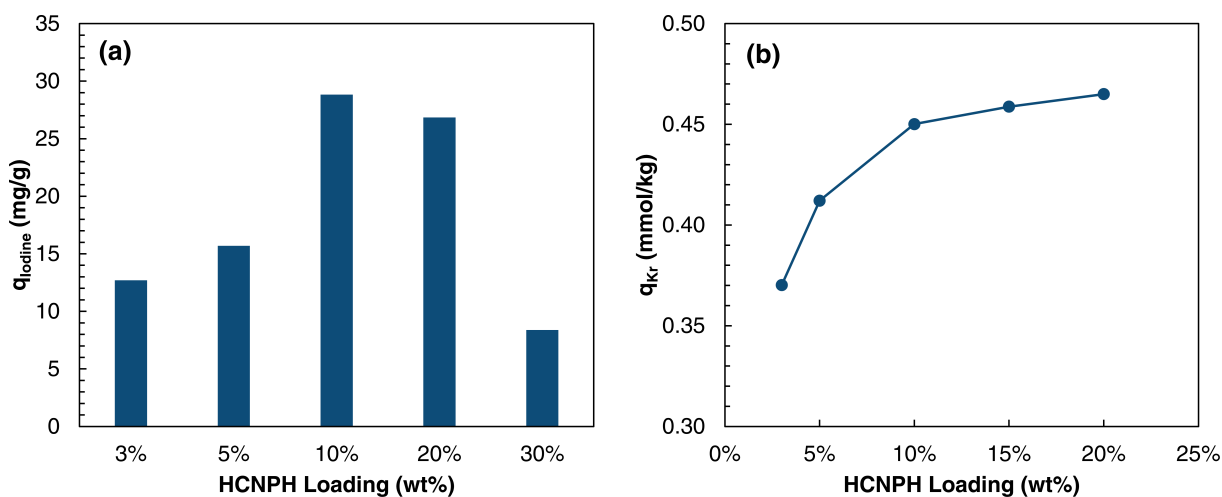 (a)
35
30
25
20
15
10
5
0
q_Iodine (mg/g)
3% 5% 10% 20% 30%
HCNPH Loading (wt%)
(b)
0.50
0.45
0.40
0.35
0.30
q_Kr (mmol/kg)
0% 5% 10% 15% 20% 25%
HCNPH Loading (wt%)